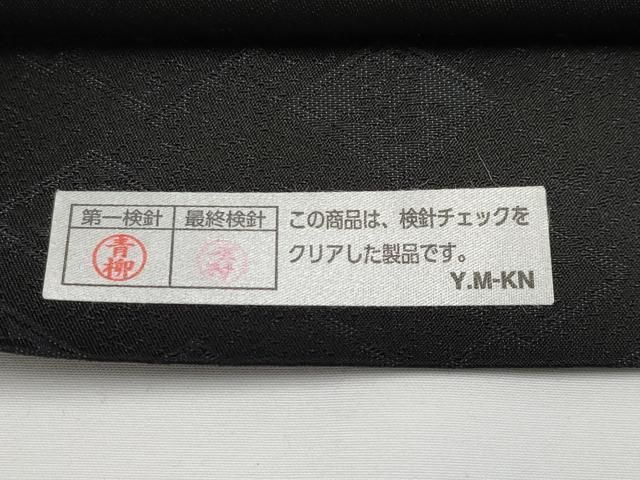 第一検針 最終検針
青柳
この商品は、検針チェックを
クリアした製品です。
Y.M-KN